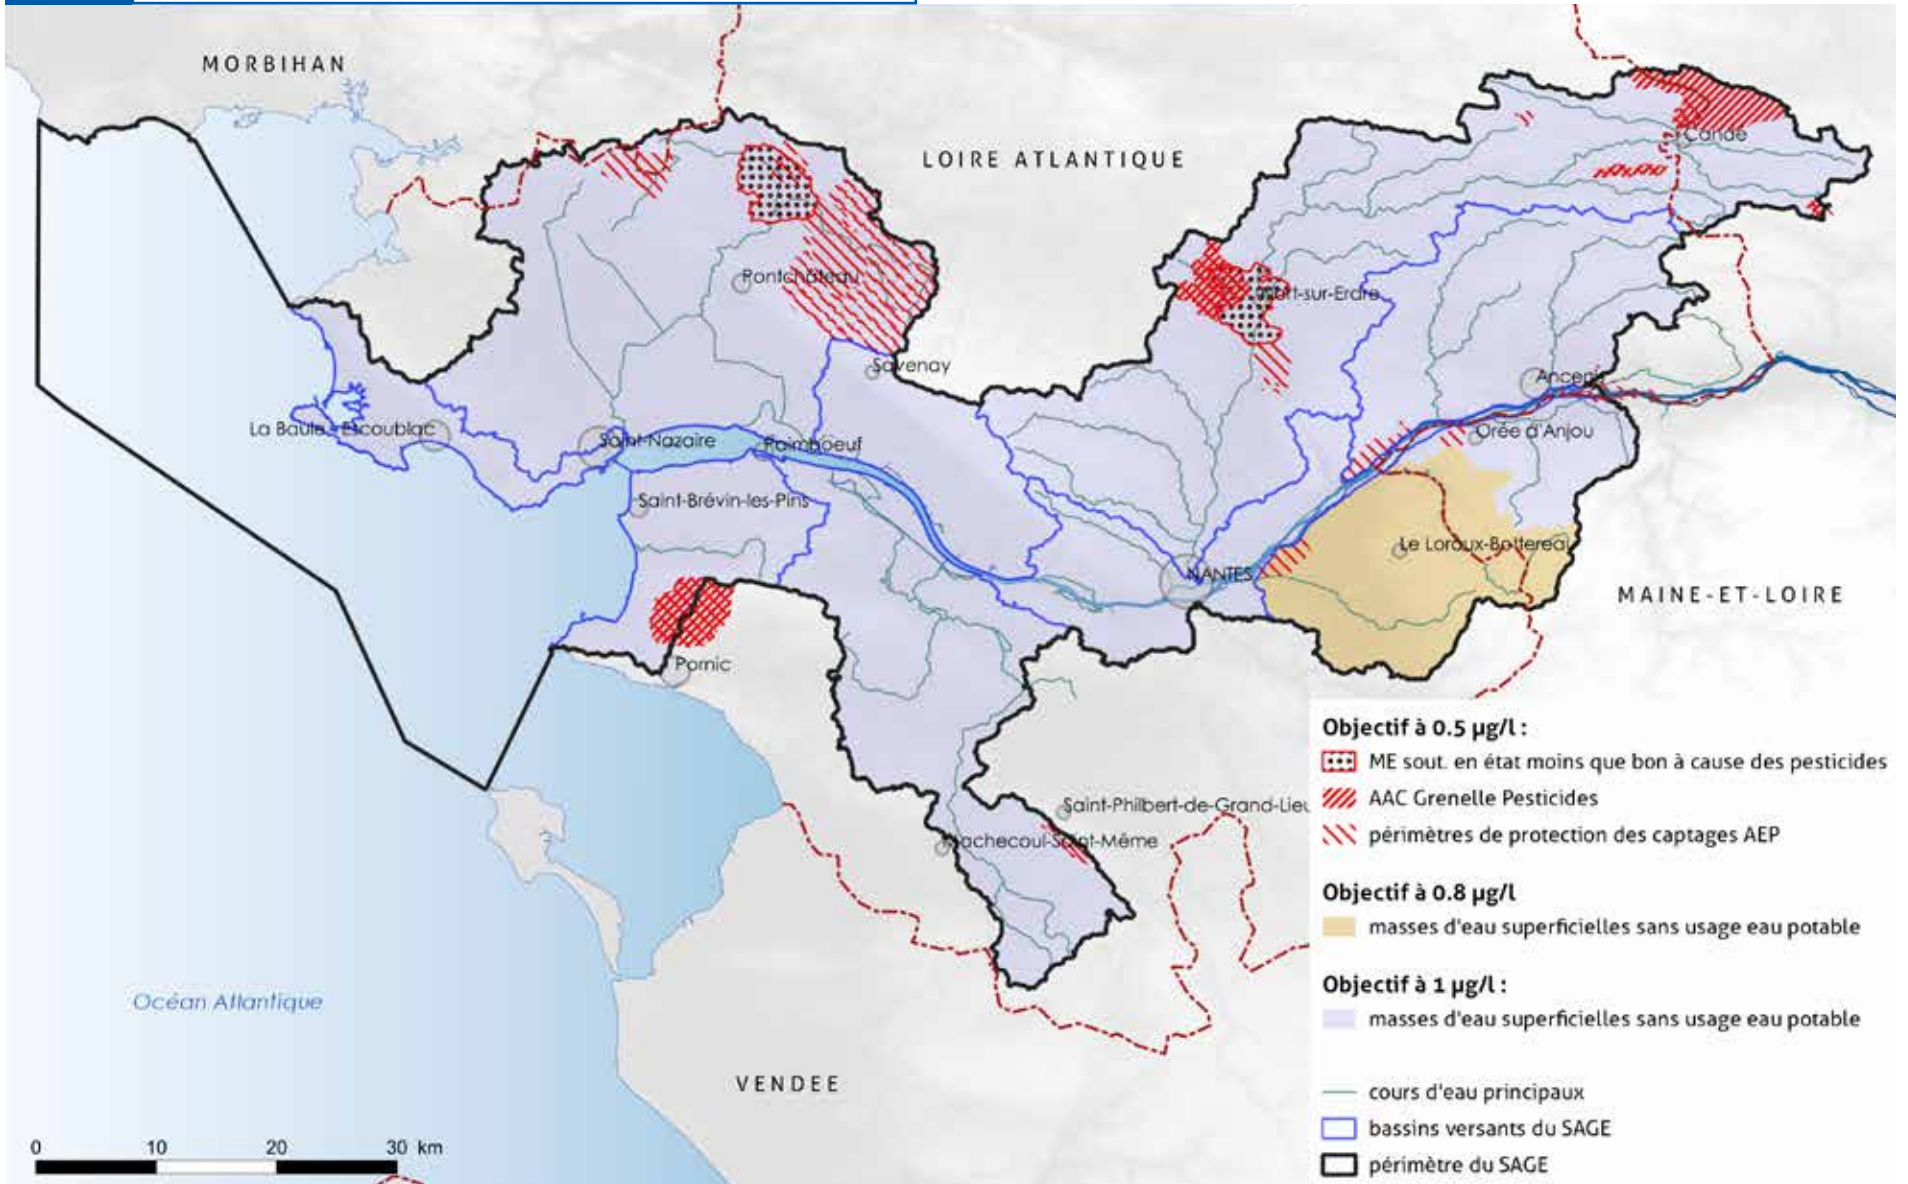 MORBIHAN
LOIRE ATLANTIQUE
Candé
Pontchâteau
Nort-sur-Erdre
Savenay
Ancenis
La Baule - Escoublac
Saint-Nazaire
Paimboeuf
Orée d'Anjou
Saint-Brévin-les-Pins
Le Loroux-Bottereau
NANTES
MAINE-ET-LOIRE
Pornic
Saint-Philbert-de-Grand-Lieu
Machecoul-Saint-Même
Océan Atlantique
VENDEE
0 10 20 30 km
Objectif à 0.5 µg/l :
ME sout. en état moins que bon à cause des pesticides
AAC Grenelle Pesticides
périmètres de protection des captages AEP
Objectif à 0.8 µg/l
masses d'eau superficielles sans usage eau potable
Objectif à 1 µg/l :
masses d'eau superficielles sans usage eau potable
cours d'eau principaux
bassins versants du SAGE
périmètre du SAGE